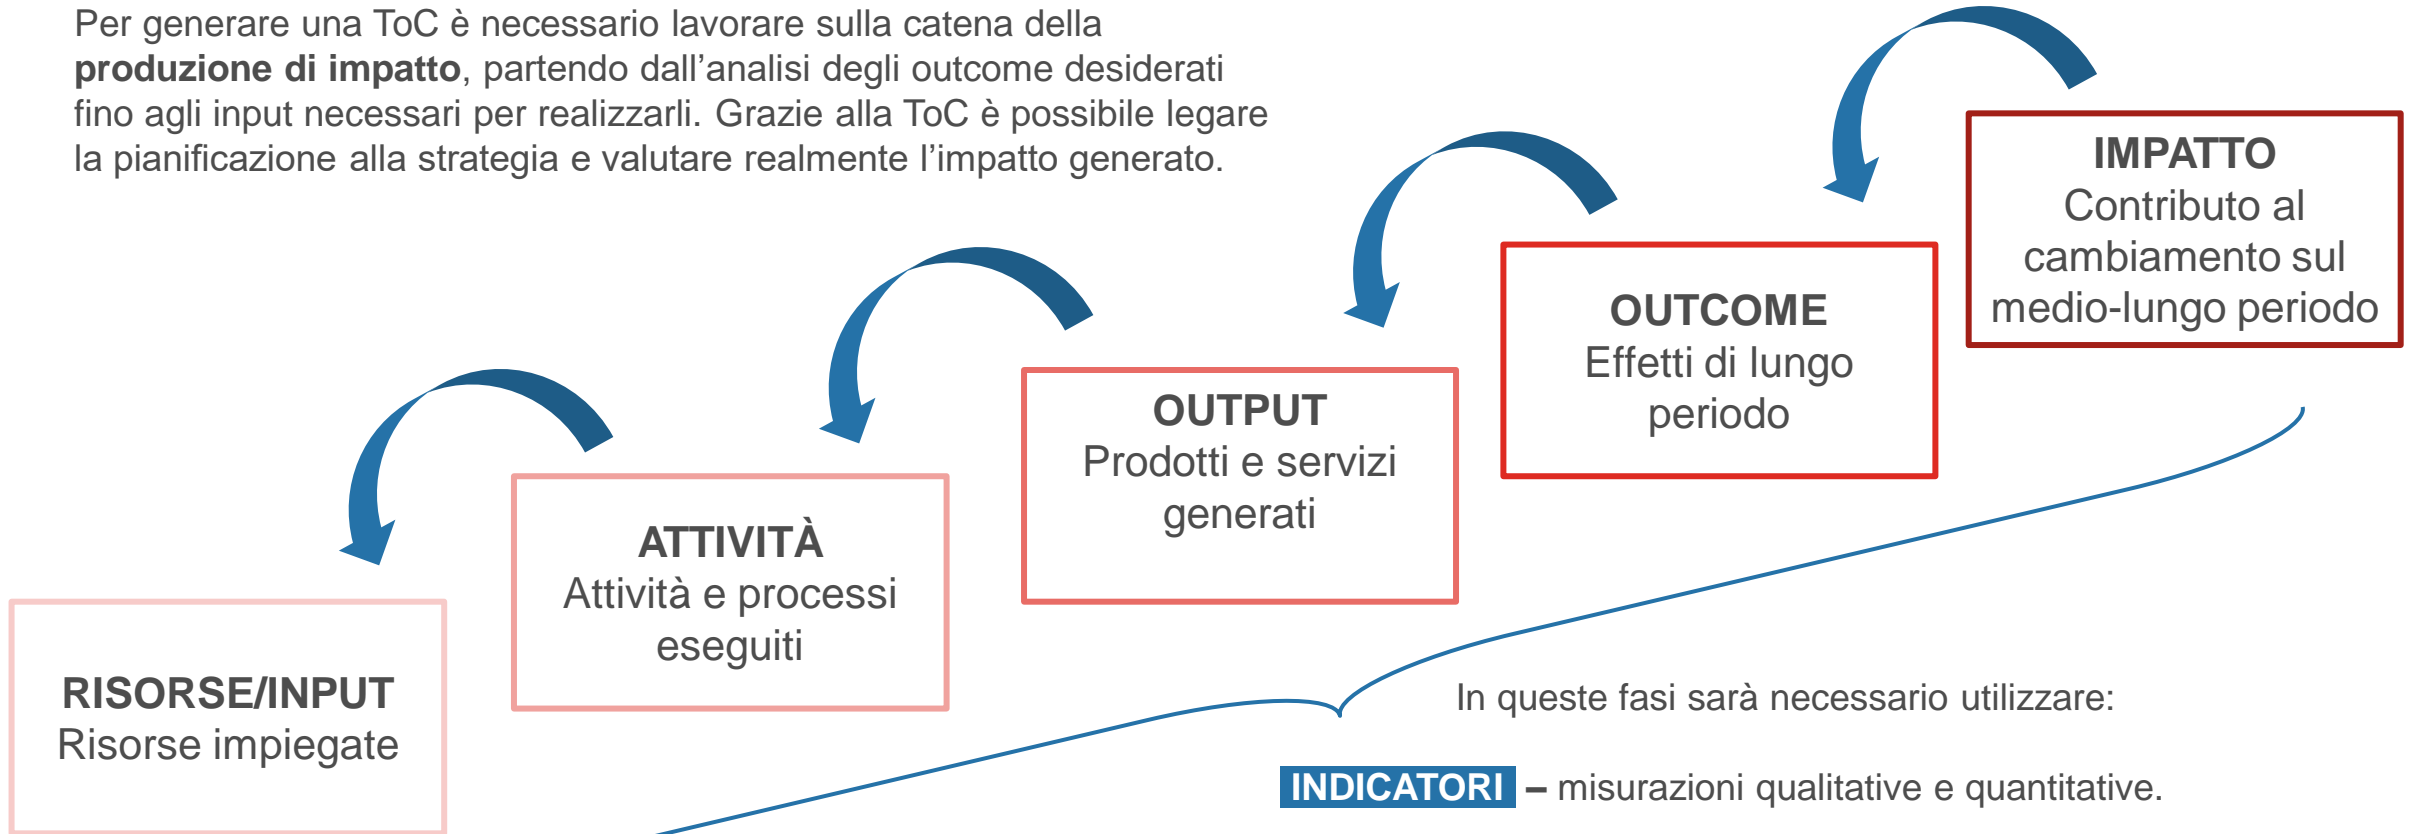 Per generare una ToC è necessario lavorare sulla catena della
produzione di impatto, partendo dall’analisi degli outcome desiderati
fino agli input necessari per realizzarli. Grazie alla ToC è possibile legare
la pianificazione alla strategia e valutare realmente l’impatto generato.
IMPATTO
Contributo al
cambiamento sul
medio-lungo periodo
OUTCOME
Effetti di lungo
periodo
OUTPUT
Prodotti e servizi
generati
ATTIVITÀ
Attività e processi
eseguiti
RISORSE/INPUT
Risorse impiegate
In queste fasi sarà necessario utilizzare:
INDICATORI – misurazioni qualitative e quantitative.